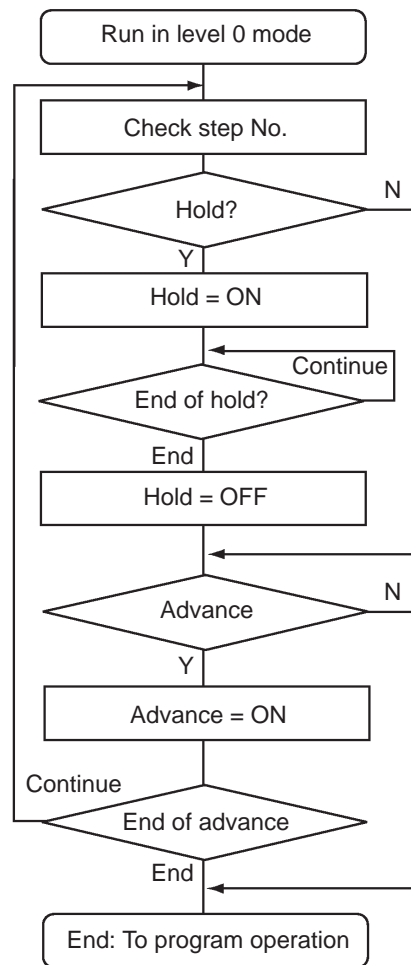 Run in level 0 mode
Check step No.
Hold?
N
Y
Hold = ON
Continue
End of hold?
End
Hold = OFF
Advance
N
Y
Advance = ON
Continue
End of advance
End
End: To program operation